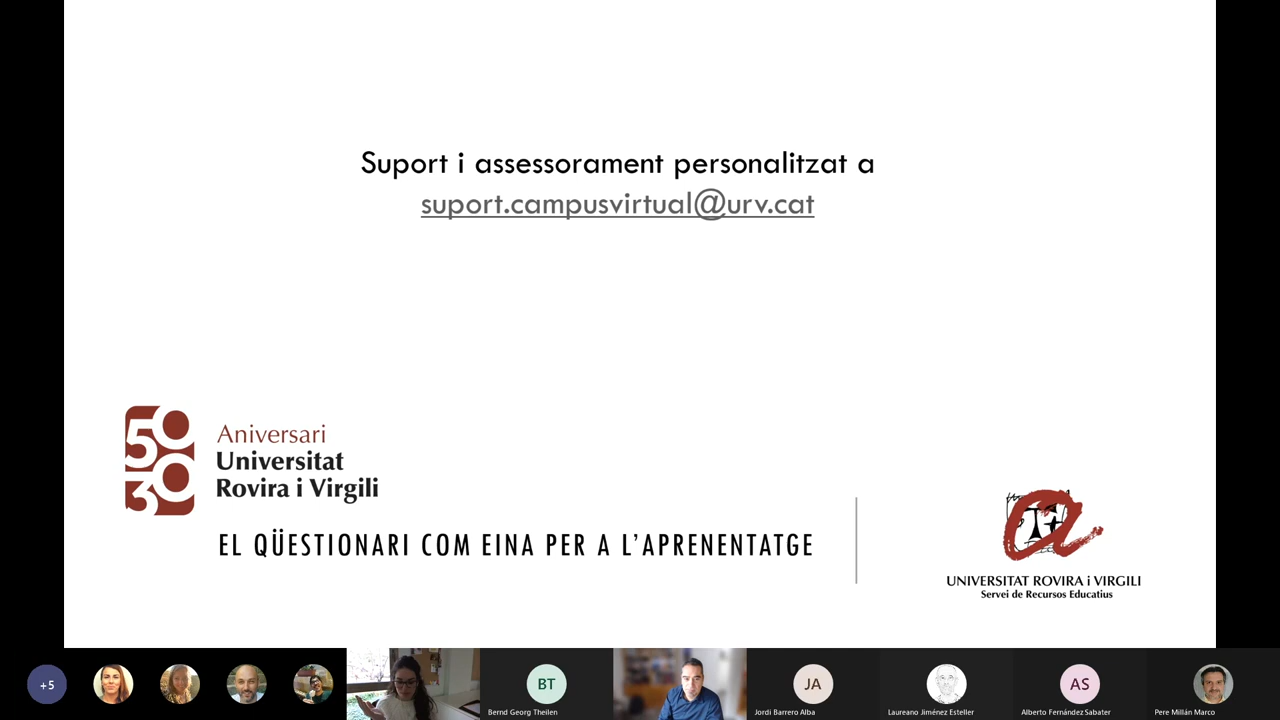 Suport i assessorament personalitzat a
suport.campusvirtual@urv.cat
50
30
Aniversari
Universitat
Rovira i Virgili
EL QÜESTIONARI COM EINA PER A L'APRENENTATGE
UNIVERSITAT ROVIRA i VIRGILI
Servei de Recursos Educatius
+5
BT
Bernd Georg Theilen
JA
Jordi Barrero Alba
Laureano Jiménez Esteller
AS
Alberto Fernández Sabater
Pere Millán Marco